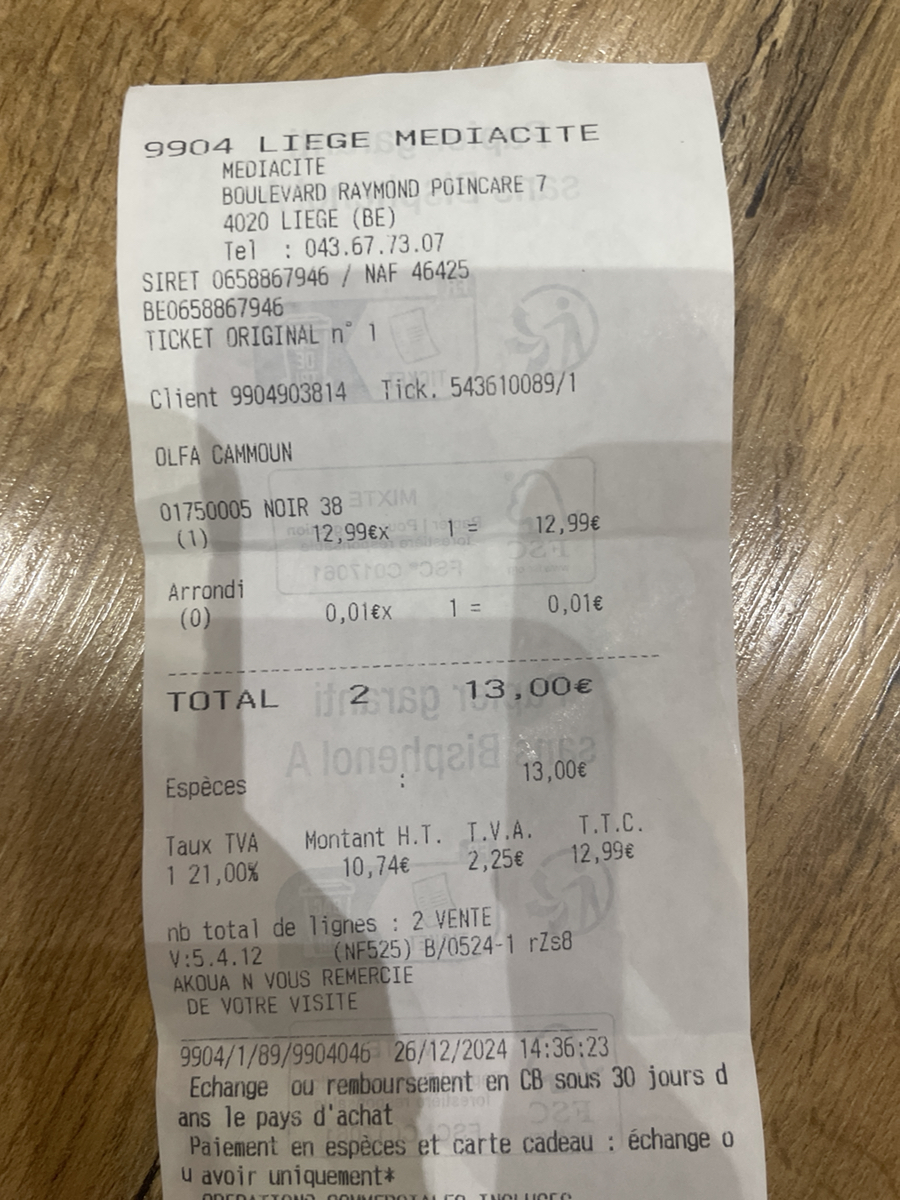 9904 LIEGE MEDIACITE
MEDIACITE
BOULEVARD RAYMOND POINCARE 7
4020 LIEGE (BE)
Tel : 043.67.73.07
SIRET 0658867946 / NAF 46425
BE0658867946
TICKET ORIGINAL n° 1
Client 9904903814 Tick. 543610089/1
OLFA CAMMOUN
01750005 NOIR 38
(1) 12,99€x 1 = 12,99€
Arrondi
(0) 0,01€x 1 = 0,01€
TOTAL 2 13,00€
Espèces : 13,00€
Taux TVA Montant H.T. T.V.A. T.T.C.
1 21,00% 10,74€ 2,25€ 12,99€
nb total de lignes : 2 VENTE
V:5.4.12 (NF525) B/0524-1 rZs8
AKOUA N VOUS REMERCIE
DE VOTRE VISITE
9904/1/89/9904046 26/12/2024 14:36:23
Echange ou remboursement en CB sous 30 jours d
ans le pays d'achat
Paiement en espèces et carte cadeau : échange o
u avoir uniquement*
OPERATIONS COMMERCIALES INCLUSES